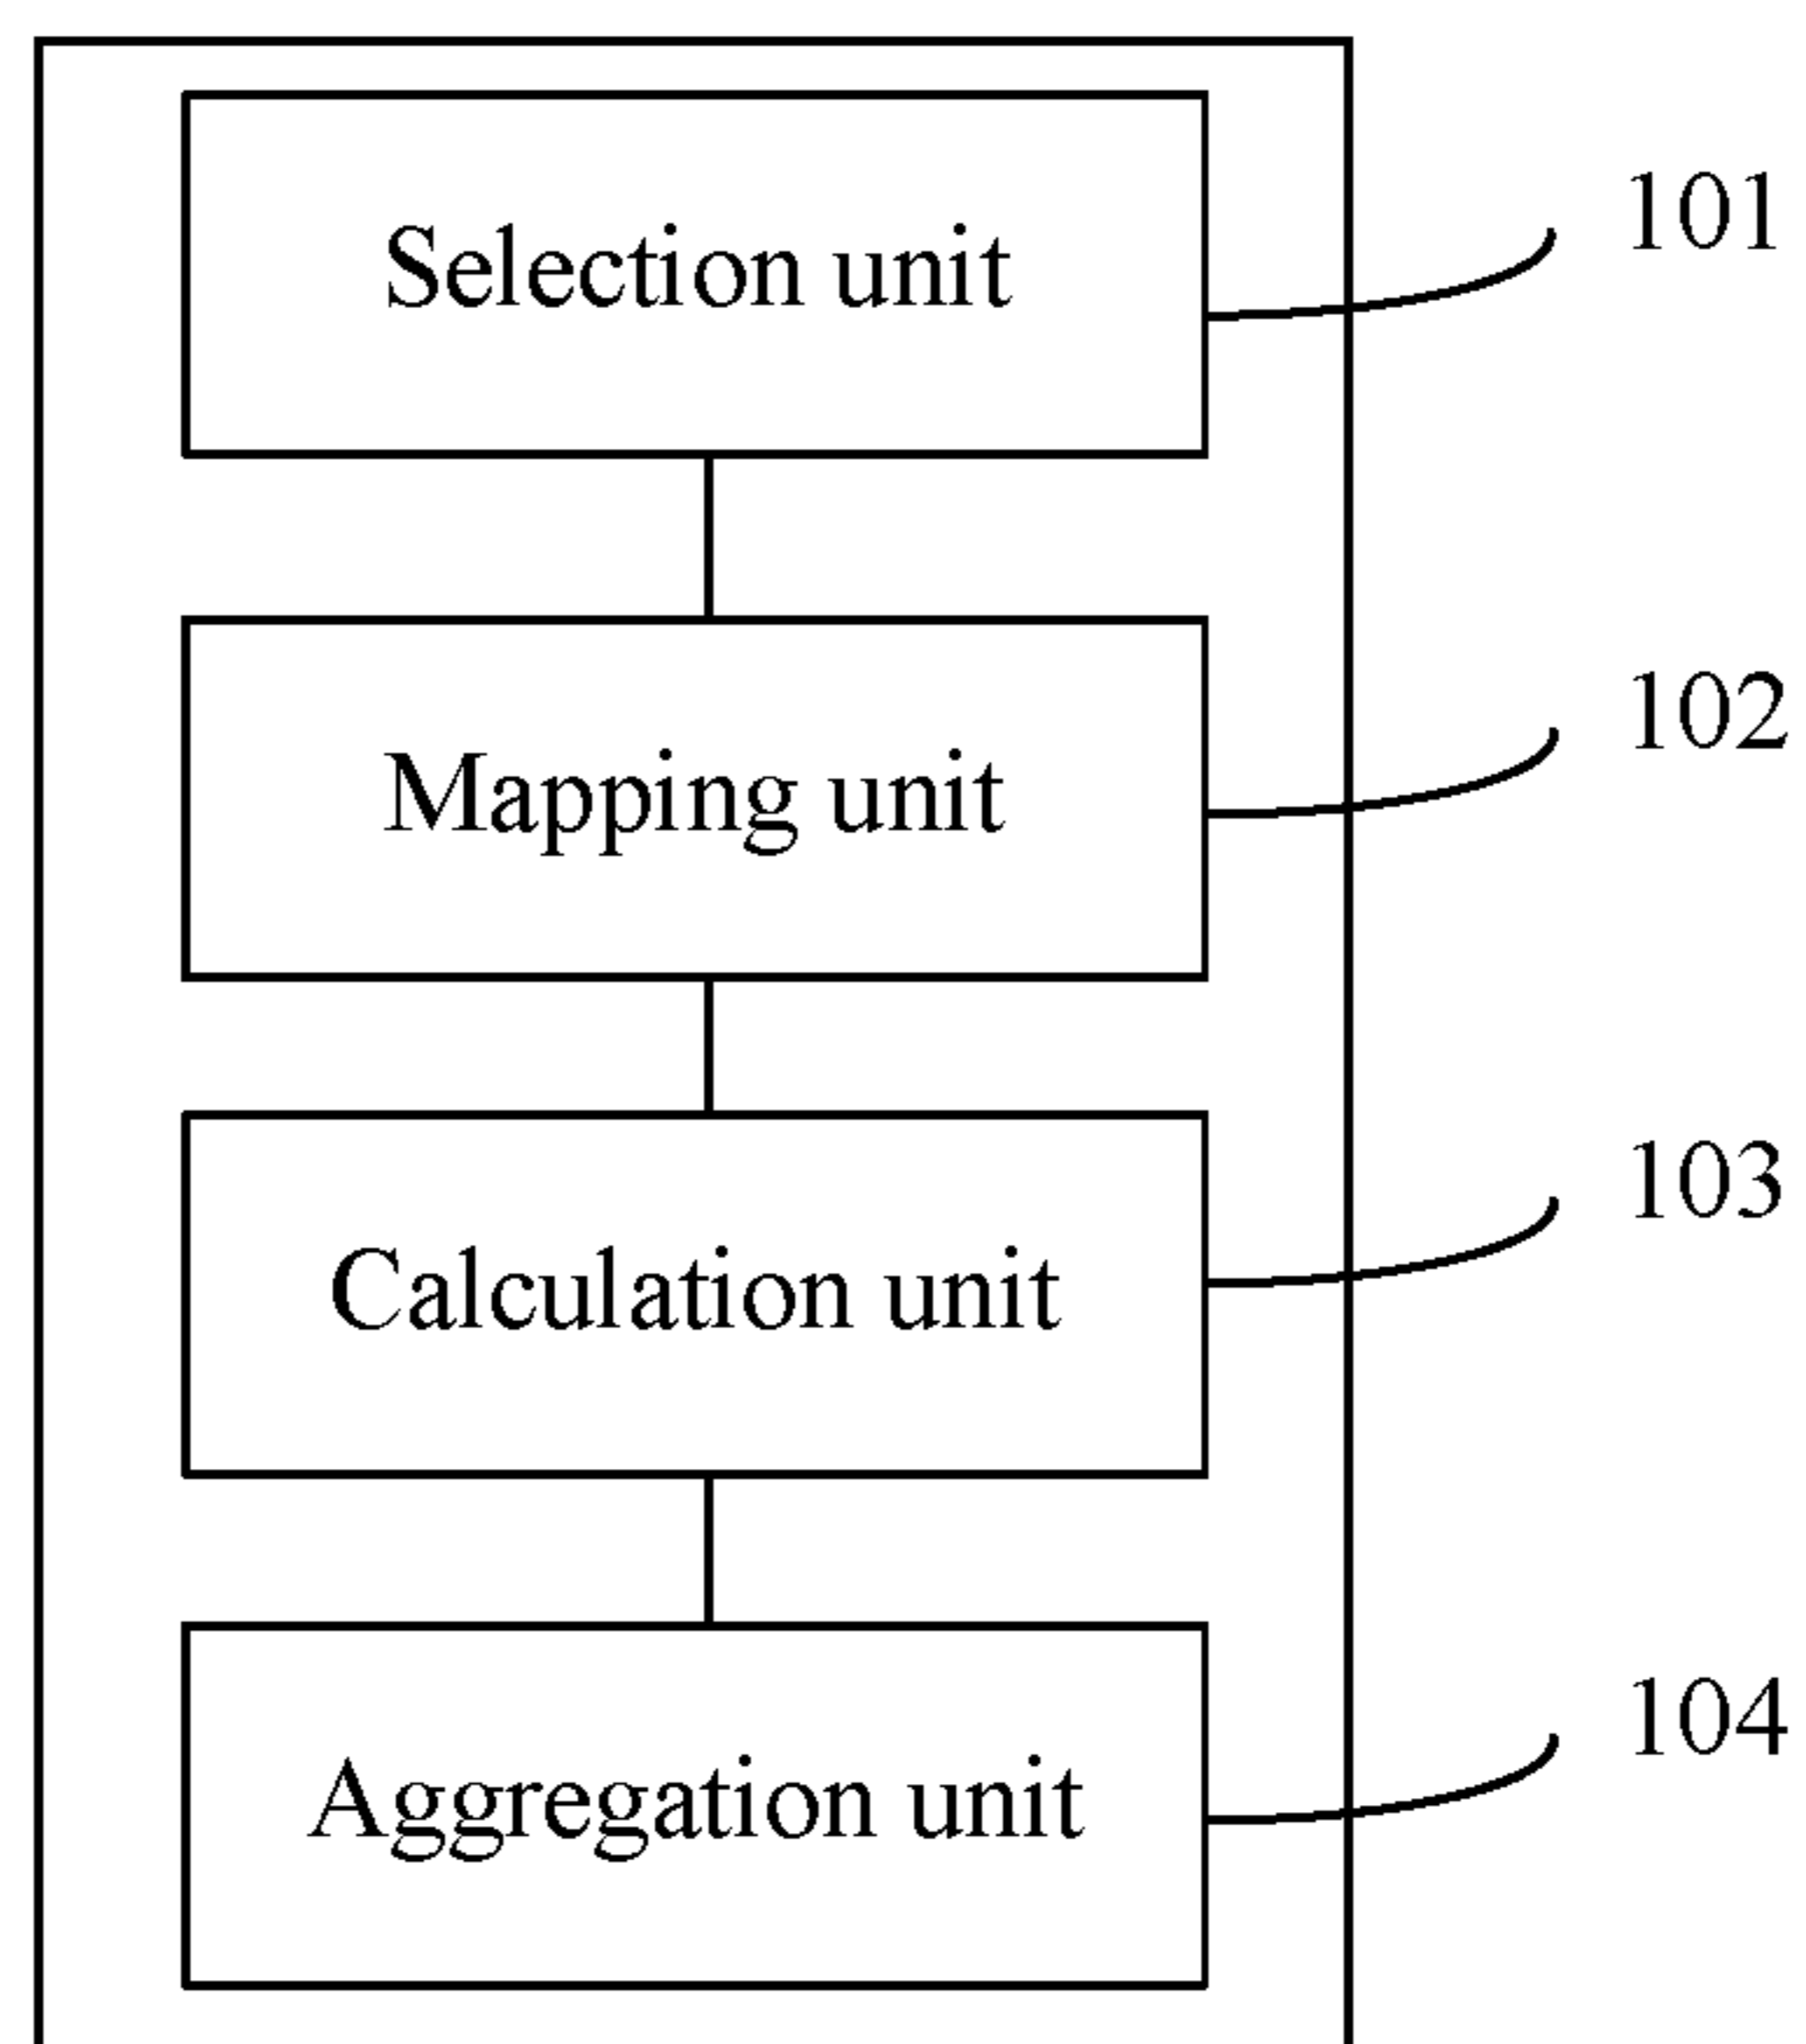 Selection unit
101
Mapping unit
102
Calculation unit
103
Aggregation unit
104